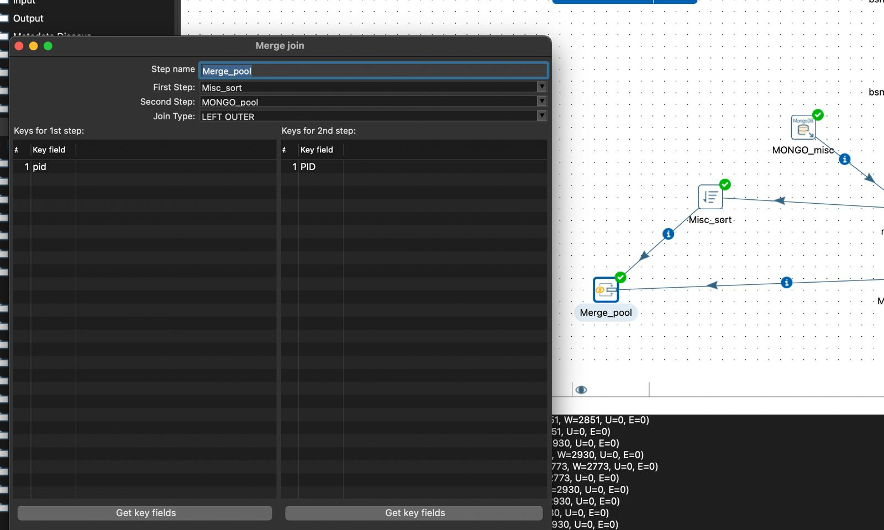 Input
Output
Merge join
Step name
Merge_pool
First Step:
Misc_sort
Second Step:
MONGO_pool
Join Type:
LEFT OUTER
Keys for 1st step:
Keys for 2nd step:
Key field
Key field
1 pid
1 PID
Get key fields
Get key fields
bsn
MongoDB
MONGO_misc
Misc_sort
Merge_pool
M
51, W=2851, U=0, E=0)
51, U=0, E=0)
930, U=0, E=0)
, W=2930, U=0, E=0)
773, W=2773, U=0, E=0)
2773, U=0, E=0)
=2930, U=0, E=0)
930, U=0, E=0)
30, U=0, E=0)
930, U=0, E=0)